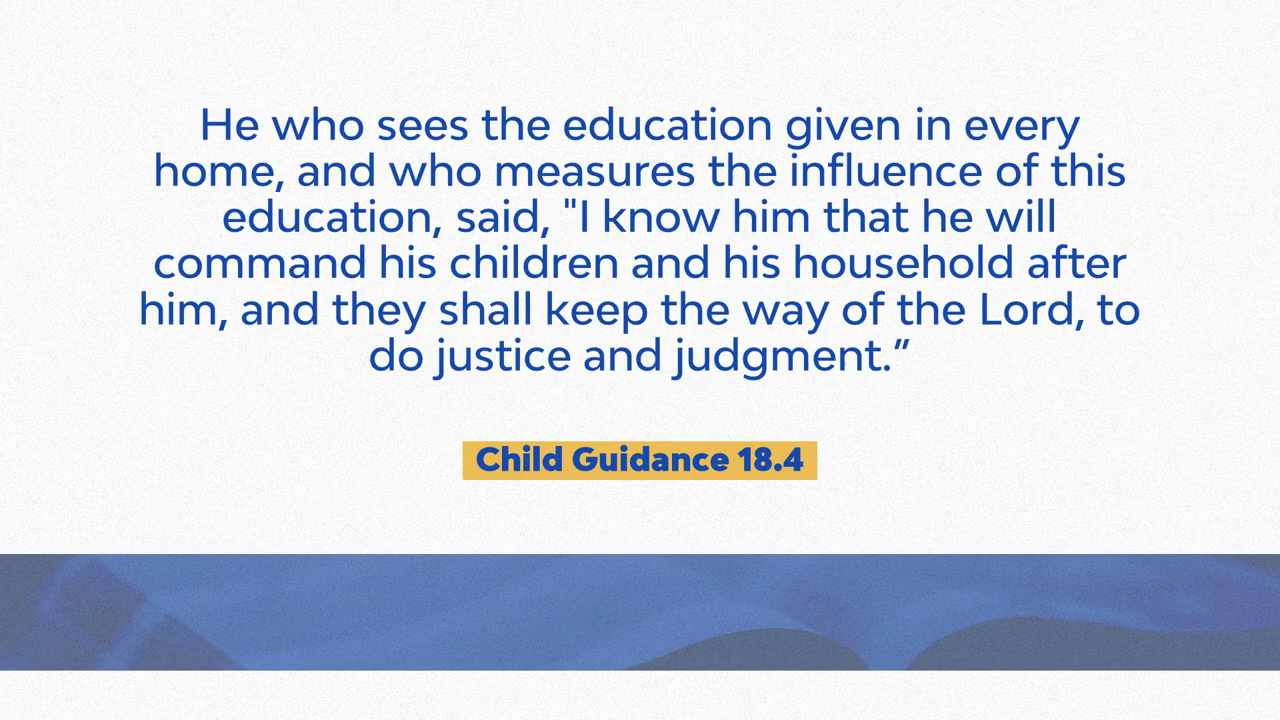 He who sees the education given in every
home, and who measures the influence of this
education, said, "I know him that he will
command his children and his household after
him, and they shall keep the way of the Lord, to
do justice and judgment.”
Child Guidance 18.4